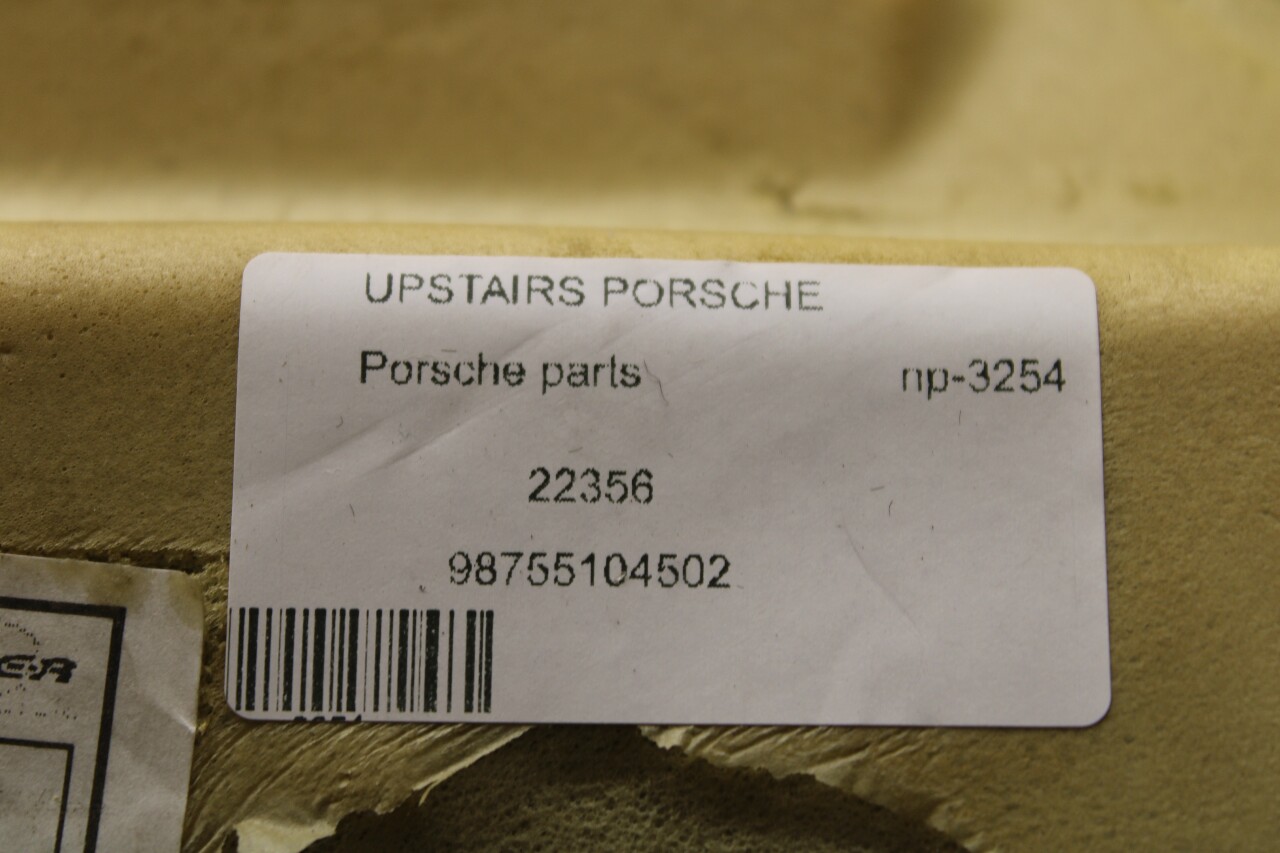 UPSTAIRS PORSCHE
Porsche parts np-3254
22356
98755104502